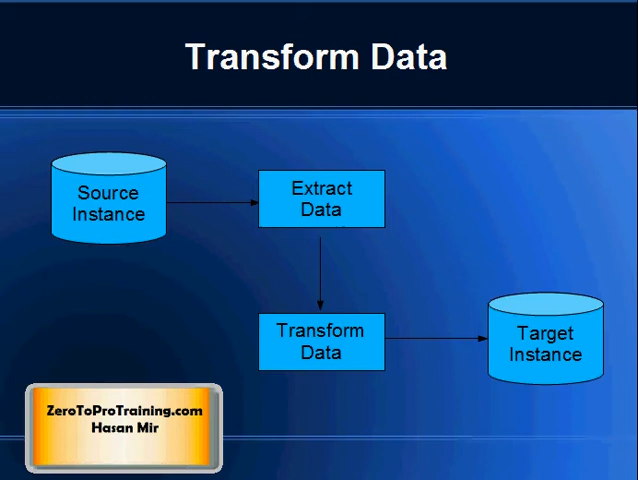 Transform Data
Source
Instance
Extract
Data
Transform
Data
Target
Instance
ZeroToProTraining.com
Hasan Mir